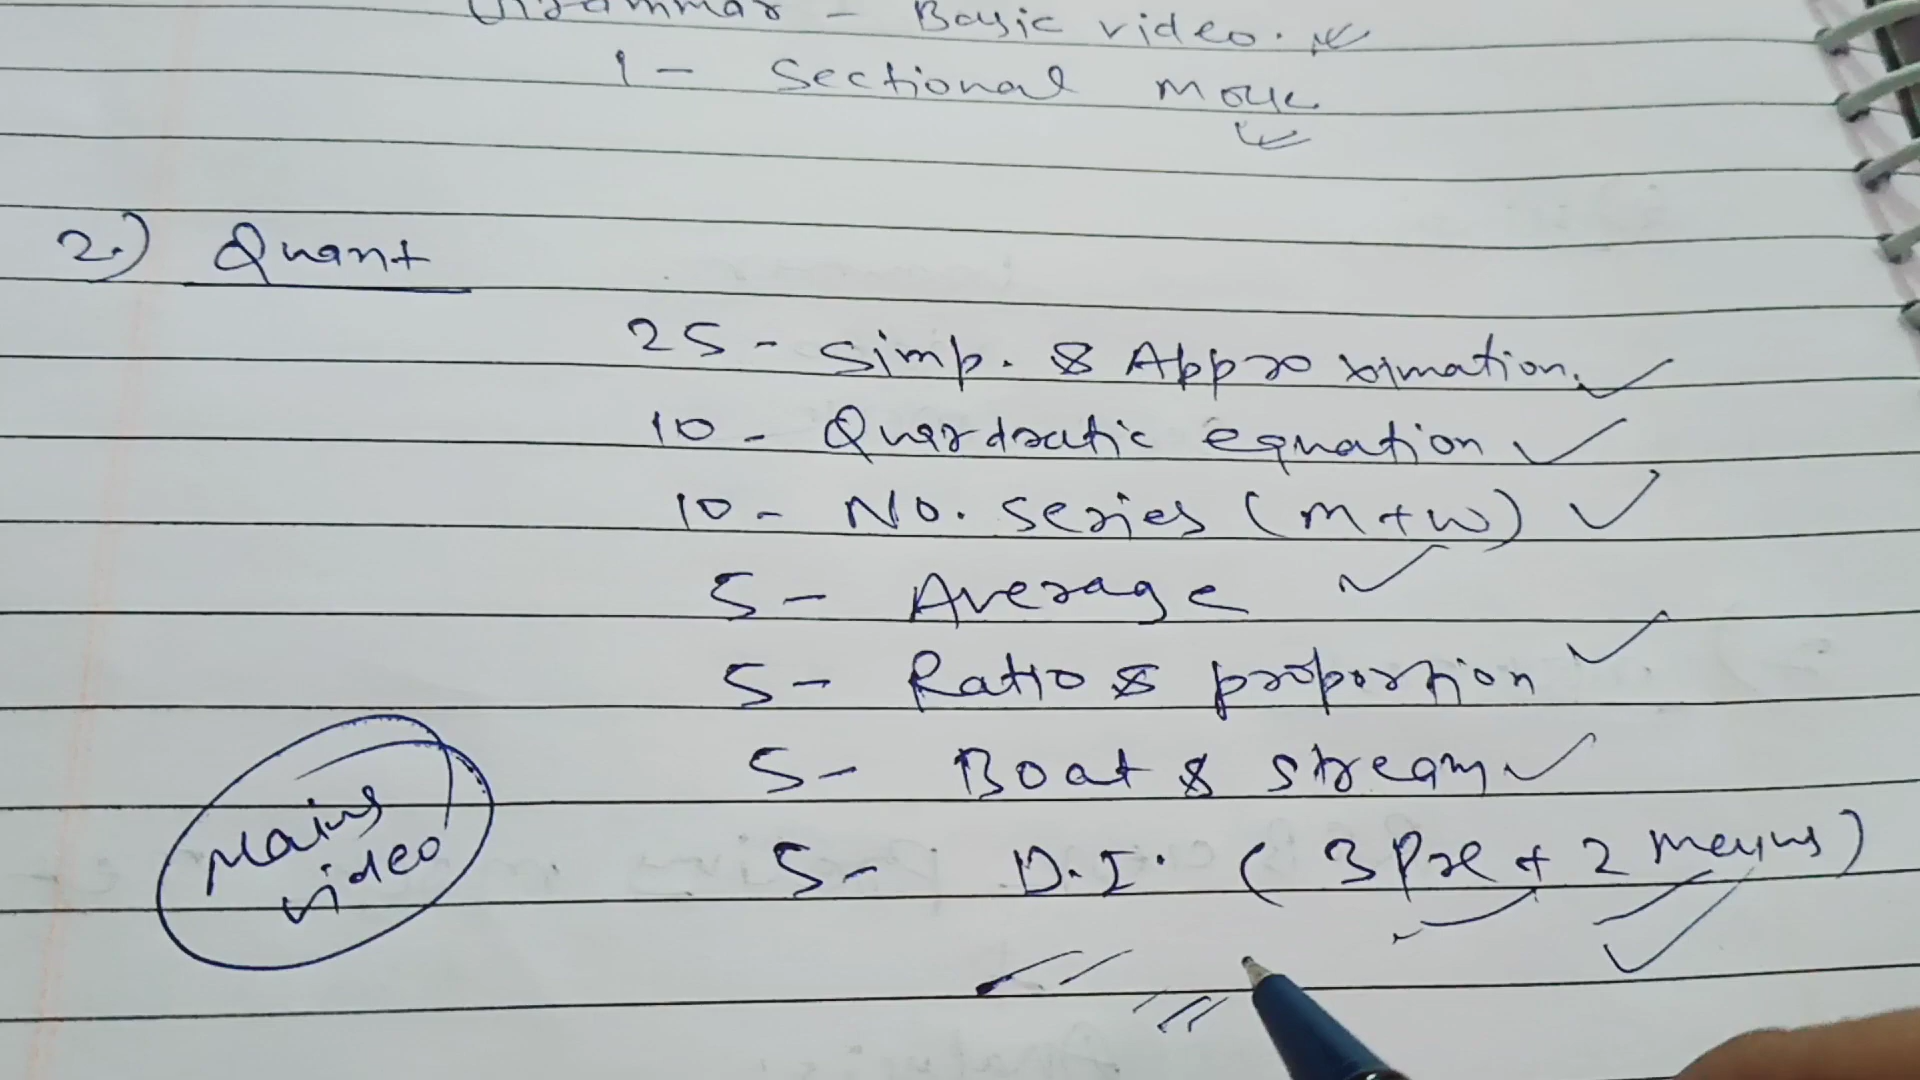 Grammar - Basic video.
1 - Sectional Mock
2.) Quant
25 - Simp. & Approximation.
10 - Quardratic equation
10 - No. series (M+W)
5 - Average
5 - Ratio & proportion
5 - Boat & stream
5 - D.I. (3 Pre + 2 Mains)
Mains
video